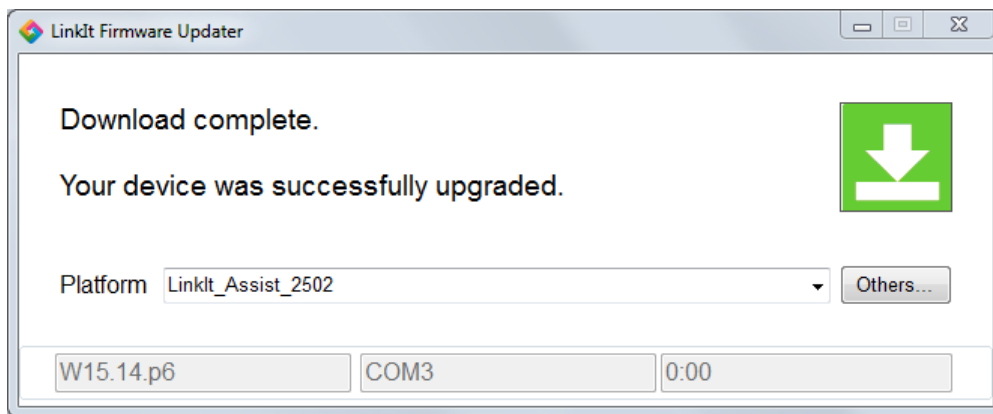 LinkIt Firmware Updater
Download complete.
Your device was successfully upgraded.
Platform LinkIt_Assist_2502 Others...
W15.14.p6 COM3 0:00